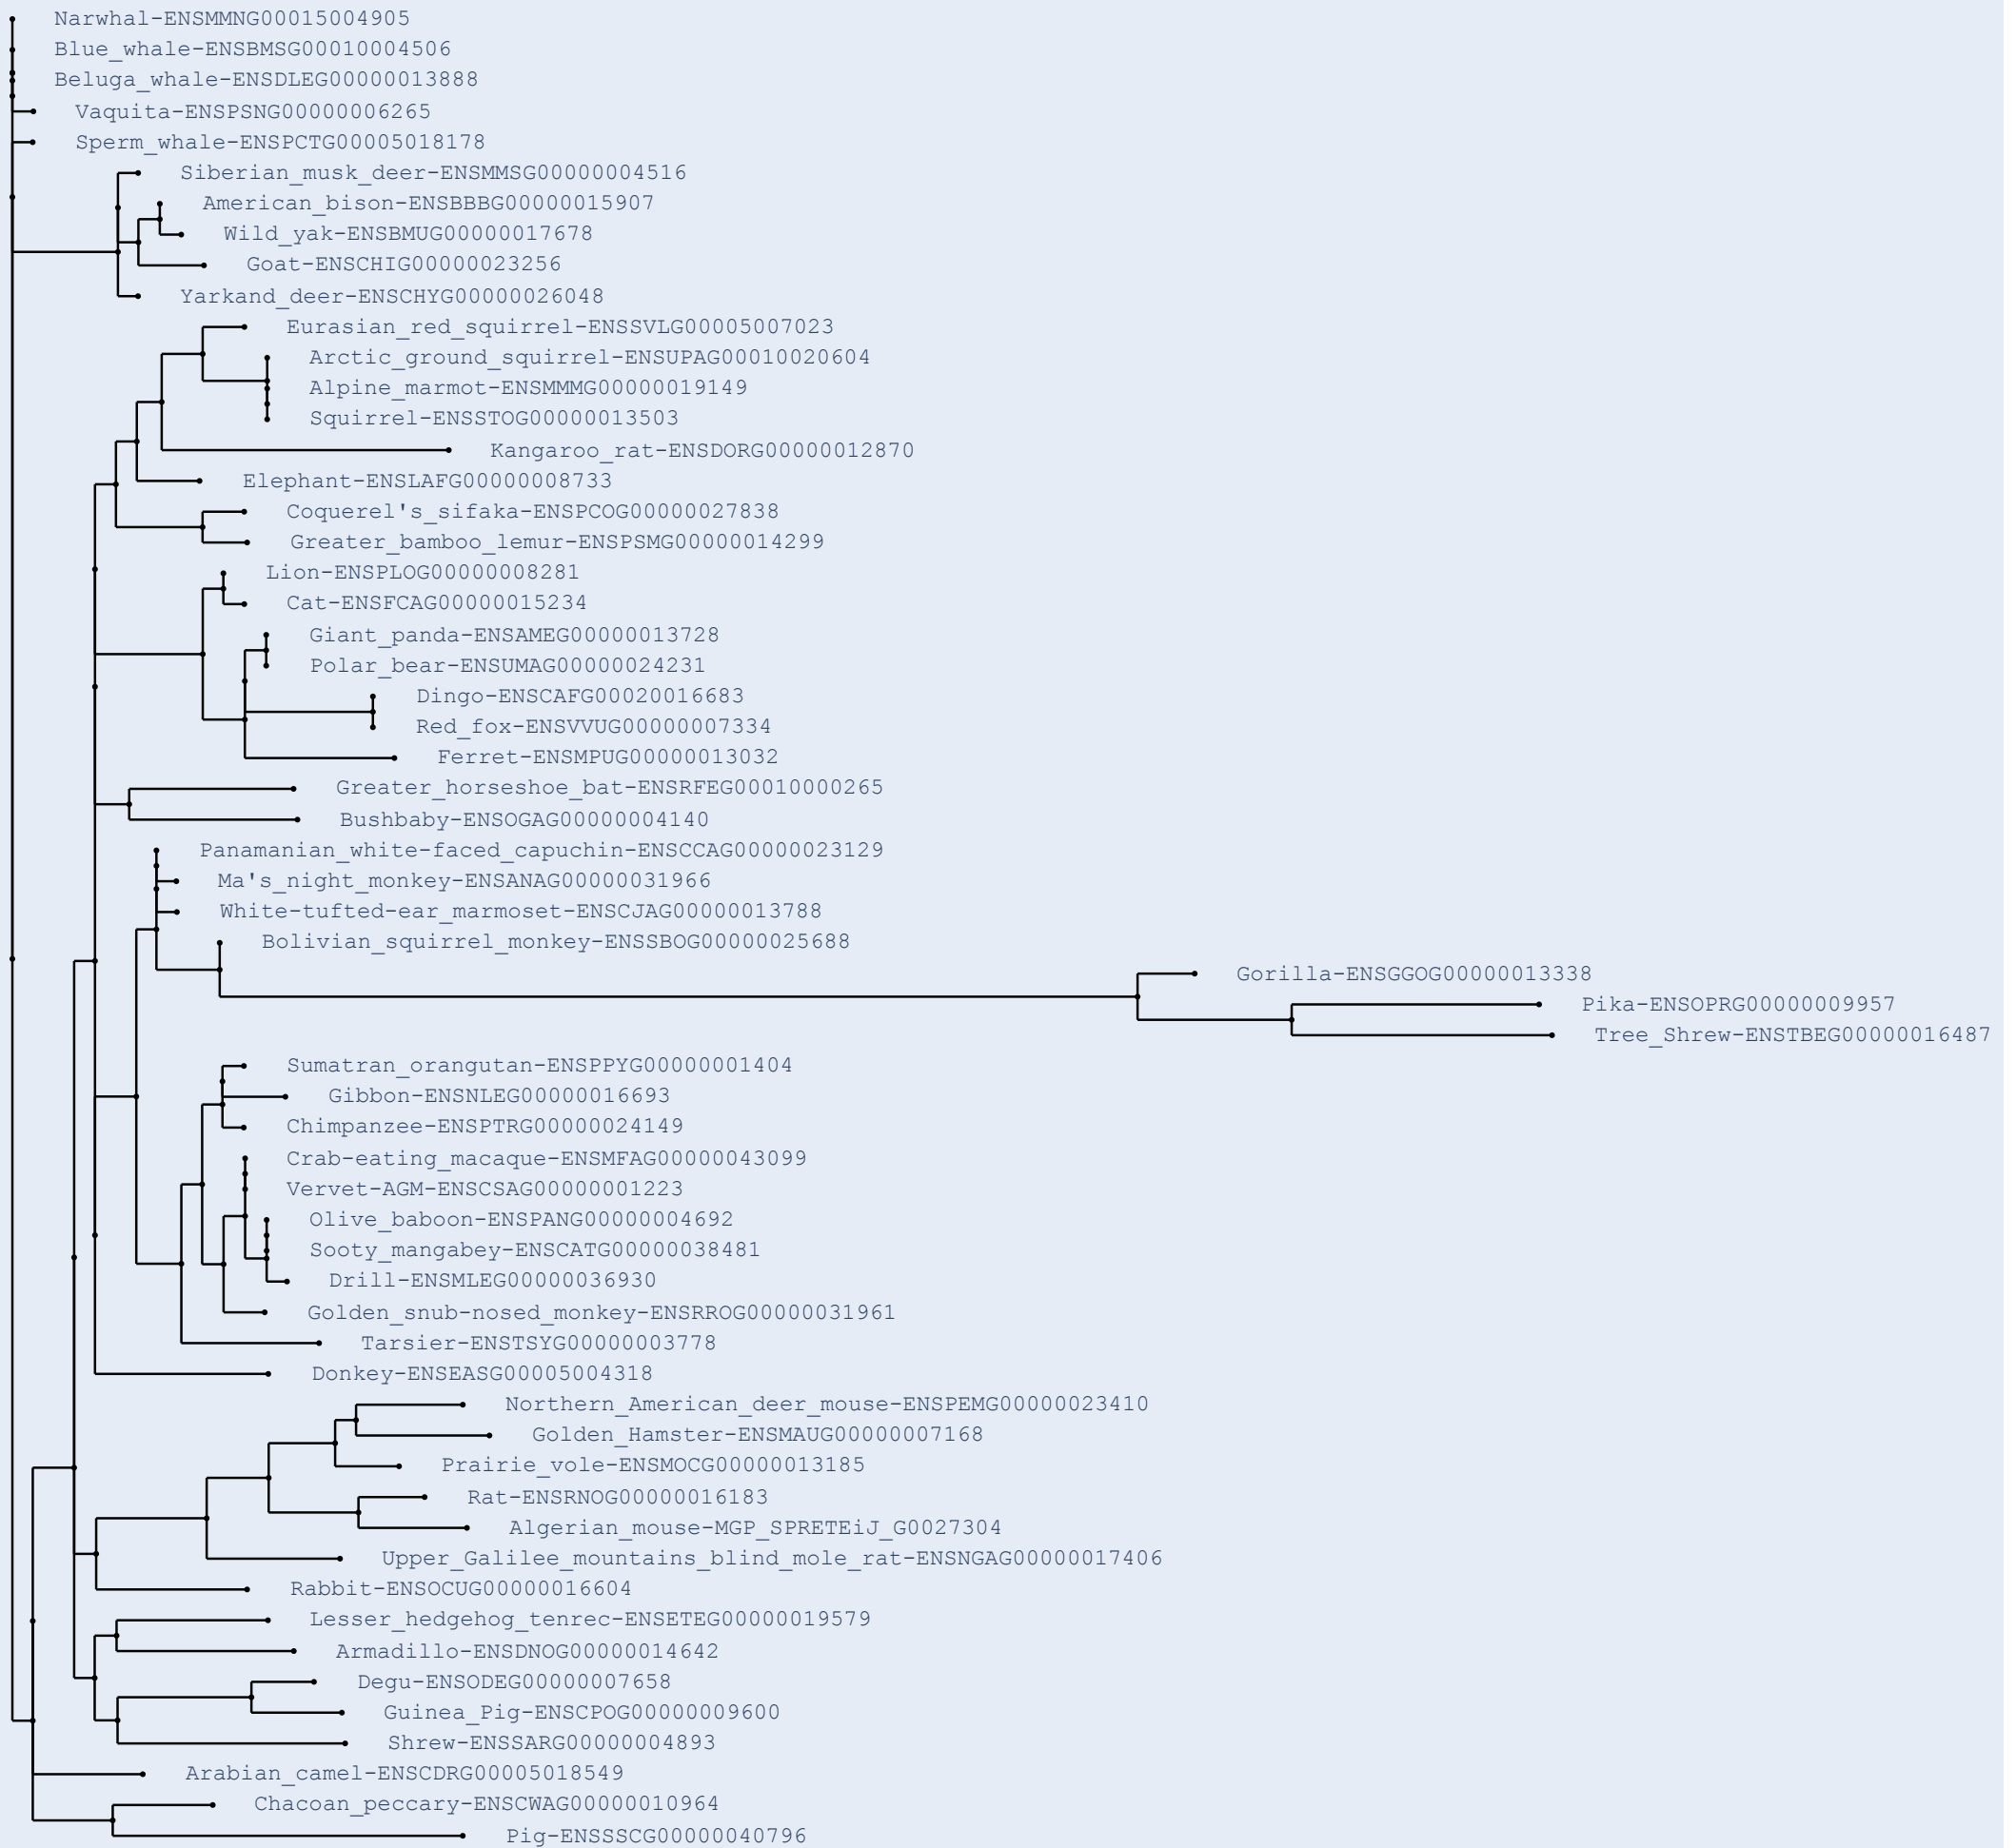 Narwhal-ENSMMNG00015004905
Blue_whale-ENSBMSG00010004506
Beluga_whale-ENSDLEG00000013888
Vaquita-ENSPSNG00000006265
Sperm_whale-ENSPCTG00005018178
Siberian_musk_deer-ENSMMSG00000004516
American_bison-ENSBBBG00000015907
Wild_yak-ENSBMUG00000017678
Goat-ENSCHIG00000023256
Yarkand_deer-ENSCHYG00000026048
Eurasian_red_squirrel-ENSSVLG00005007023
Arctic_ground_squirrel-ENSUPAG00010020604
Alpine_marmot-ENSMMMG00000019149
Squirrel-ENSSTOG00000013503
Kangaroo_rat-ENSDORG00000012870
Elephant-ENSLAFG00000008733
Coquerel's_sifaka-ENSPCOG00000027838
Greater_bamboo_lemur-ENSPSMG00000014299
Lion-ENSPLOG00000008281
Cat-ENSFCAG00000015234
Giant_panda-ENSAMEG00000013728
Polar_bear-ENSUMAG00000024231
Dingo-ENSCAFG00020016683
Red_fox-ENSVVUG00000007334
Ferret-ENSMPUG00000013032
Greater_horseshoe_bat-ENSRFEG00010000265
Bushbaby-ENSOGAG00000004140
Panamanian_white-faced_capuchin-ENSCCAG00000023129
Ma's_night_monkey-ENSANAG00000031966
White-tufted-ear_marmoset-ENSCJAG00000013788
Bolivian_squirrel_monkey-ENSSBOG00000025688
Gorilla-ENSGGOG00000013338
Pika-ENSOPRG00000009957
Tree_Shrew-ENSTBEG00000016487
Sumatran_orangutan-ENSPPYG00000001404
Gibbon-ENSNLEG00000016693
Chimpanzee-ENSPTRG00000024149
Crab-eating_macaque-ENSMFAG00000043099
Vervet-AGM-ENSCSAG00000001223
Olive_baboon-ENSPANG00000004692
Sooty_mangabey-ENSCATG00000038481
Drill-ENSMLEG00000036930
Golden_snub-nosed_monkey-ENSRROG00000031961
Tarsier-ENSTSYG00000003778
Donkey-ENSEASG00005004318
Northern_American_deer_mouse-ENSPEMG00000023410
Golden_Hamster-ENSMAUG00000007168
Prairie_vole-ENSMOCG00000013185
Rat-ENSRNOG00000016183
Algerian_mouse-MGP_SPRETEiJ_G0027304
Upper_Galilee_mountains_blind_mole_rat-ENSNGAG00000017406
Rabbit-ENSOCUG00000016604
Lesser_hedgehog_tenrec-ENSETEG00000019579
Armadillo-ENSDNOG00000014642
Degu-ENSODEG00000007658
Guinea_Pig-ENSCPOG00000009600
Shrew-ENSSARG00000004893
Arabian_camel-ENSCDRG00005018549
Chacoan_peccary-ENSCWAG00000010964
Pig-ENSSSCG00000040796